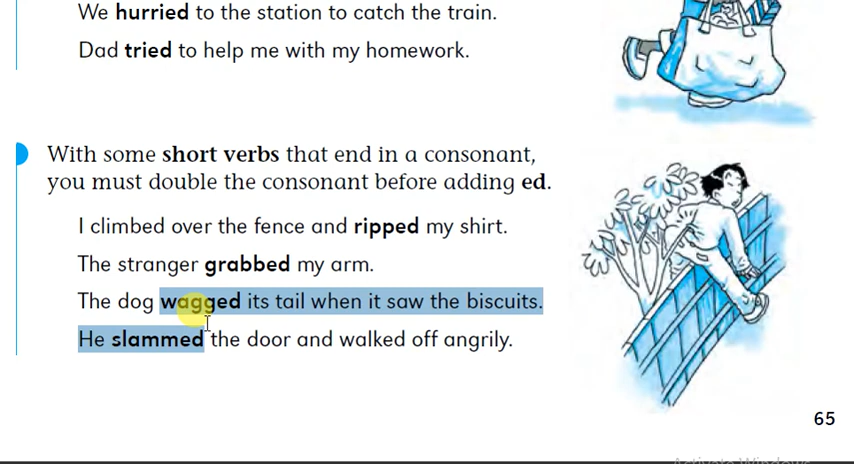 We hurried to the station to catch the train.
Dad tried to help me with my homework.
With some short verbs that end in a consonant,
you must double the consonant before adding ed.
I climbed over the fence and ripped my shirt.
The stranger grabbed my arm.
The dog wagged its tail when it saw the biscuits.
He slammed the door and walked off angrily.
65
Activate Windows